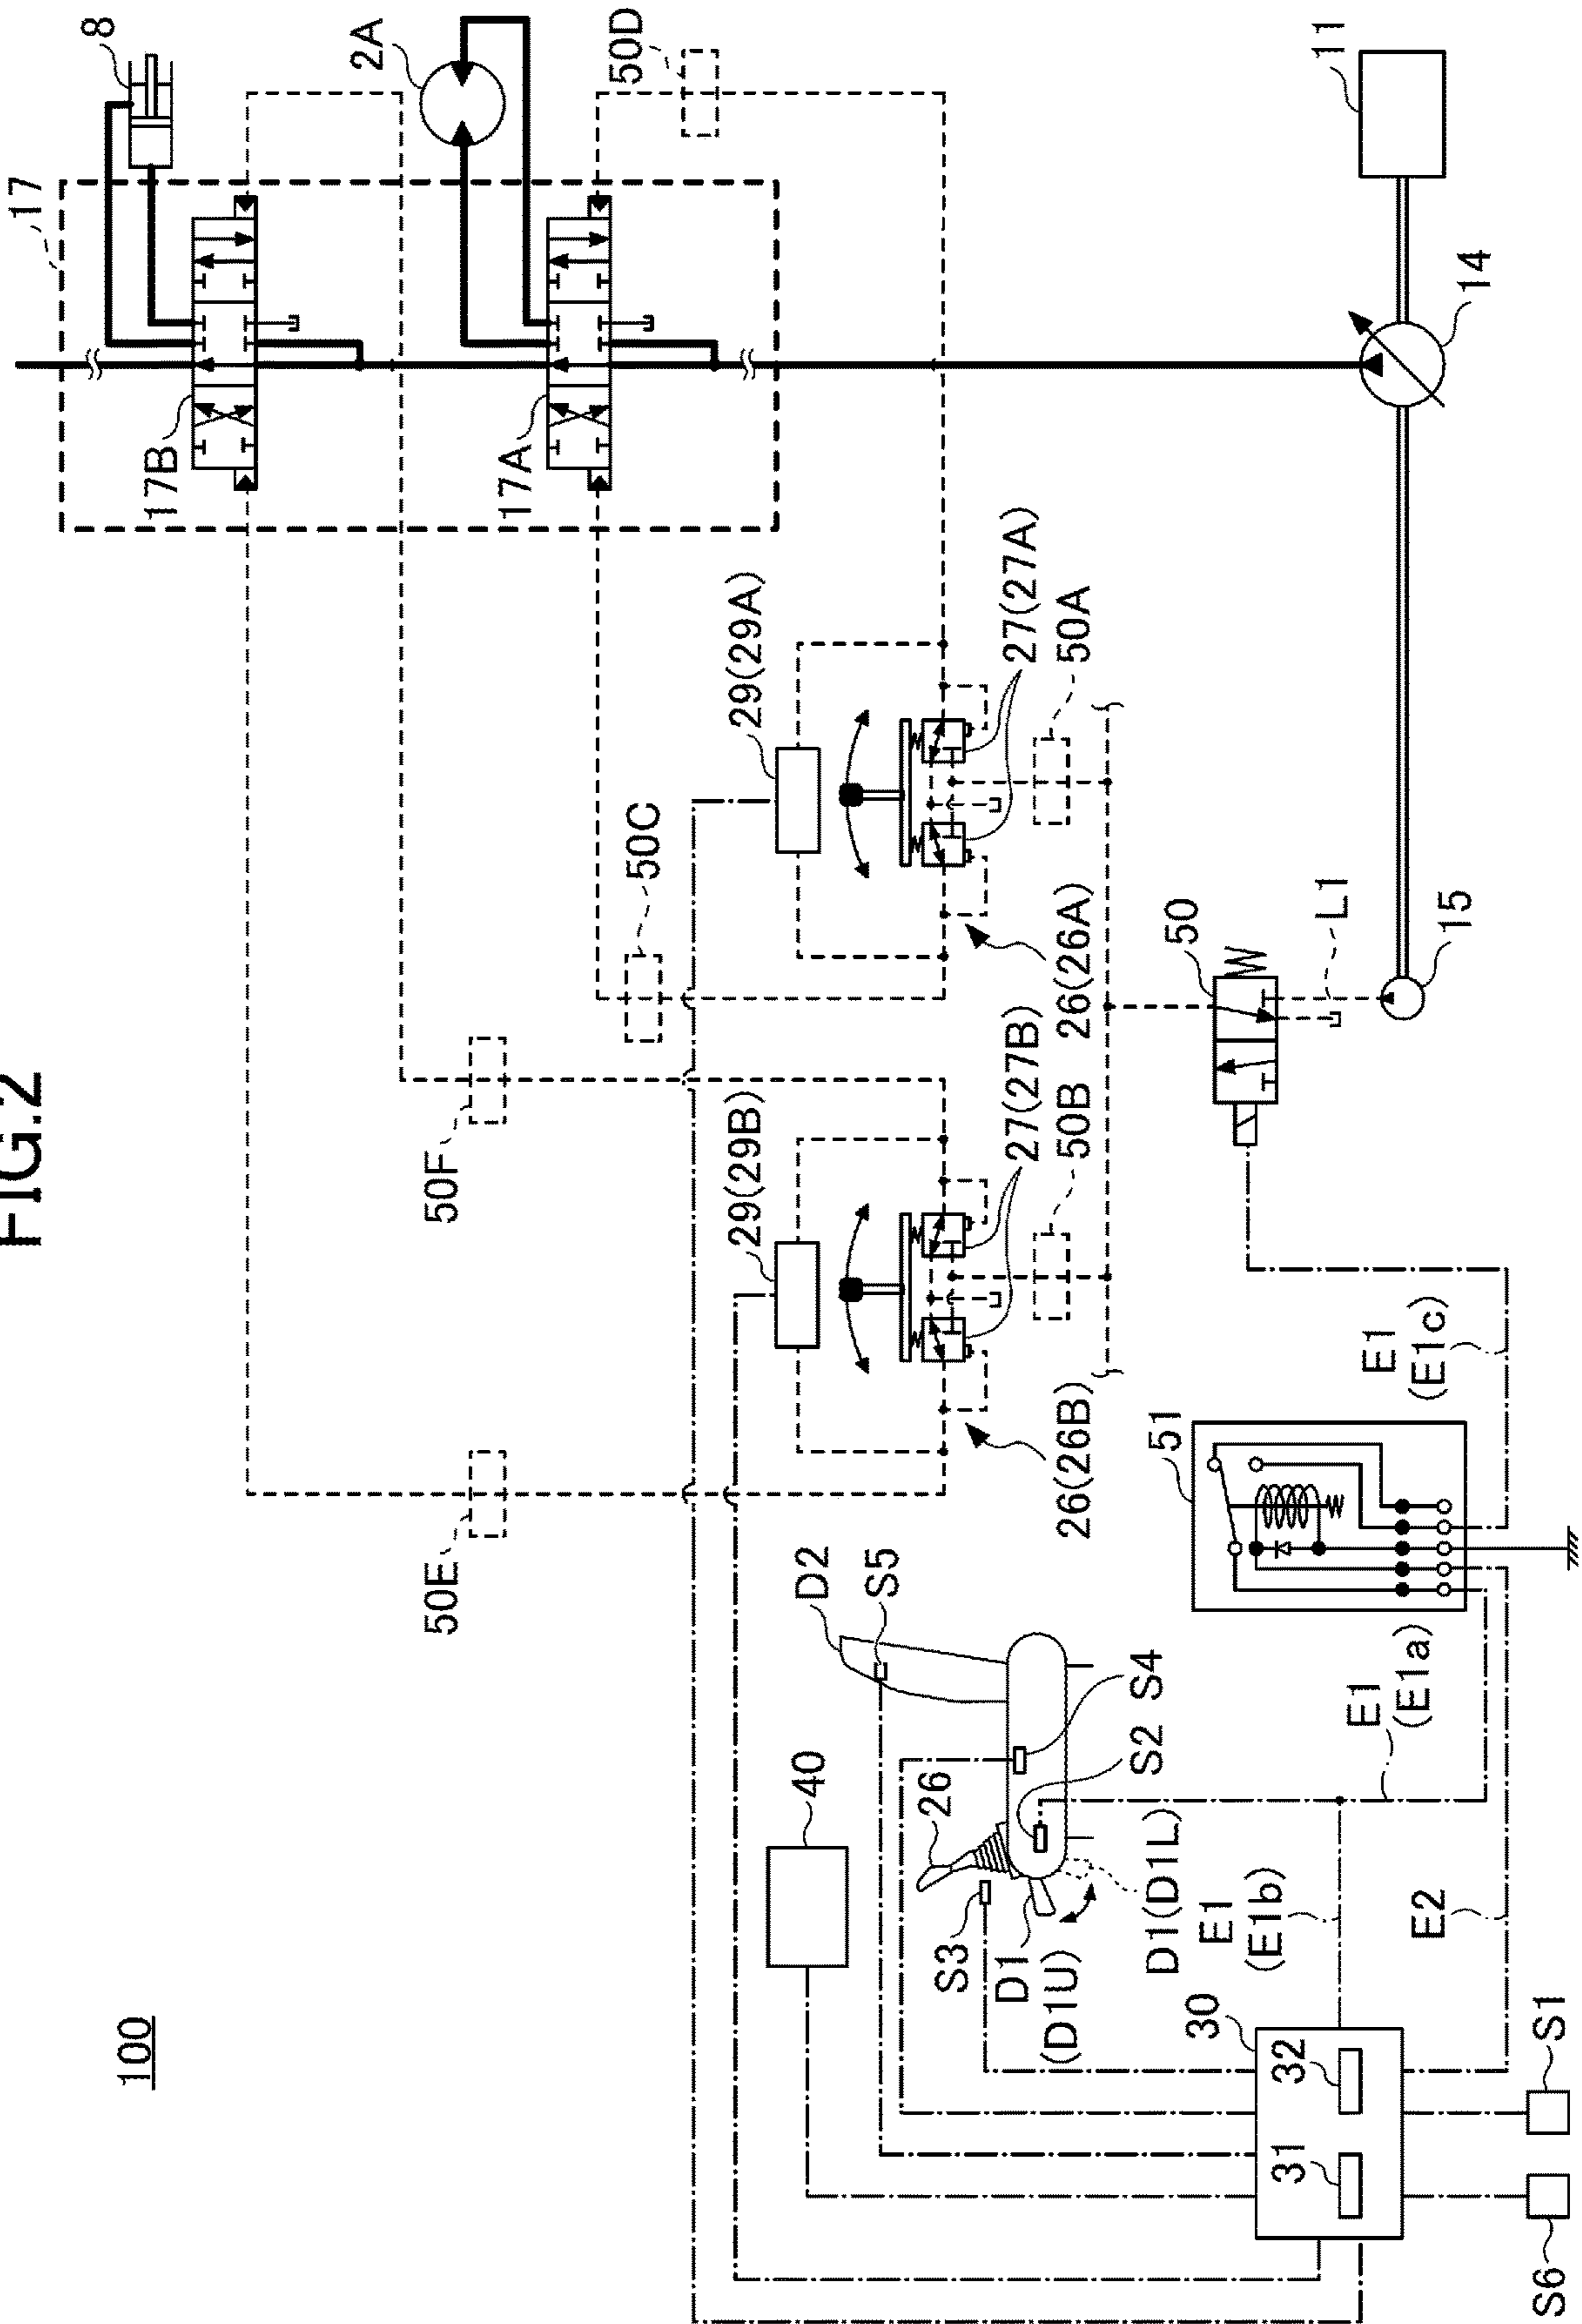 FIG.2
100
17
8
17B
2A
17A
50D
11
14
50F
50E
50C
29(29A)
29(29B)
27(27A)
50A
26(26A)
27(27B)
50B
26(26B)
50
L1
15
D2
S5
40
26
S4
S2
S3
D1
(D1U)
D1(D1L)
E1
(E1b)
E1
(E1a)
51
E1
(E1c)
E2
30
32
31
S1
S6